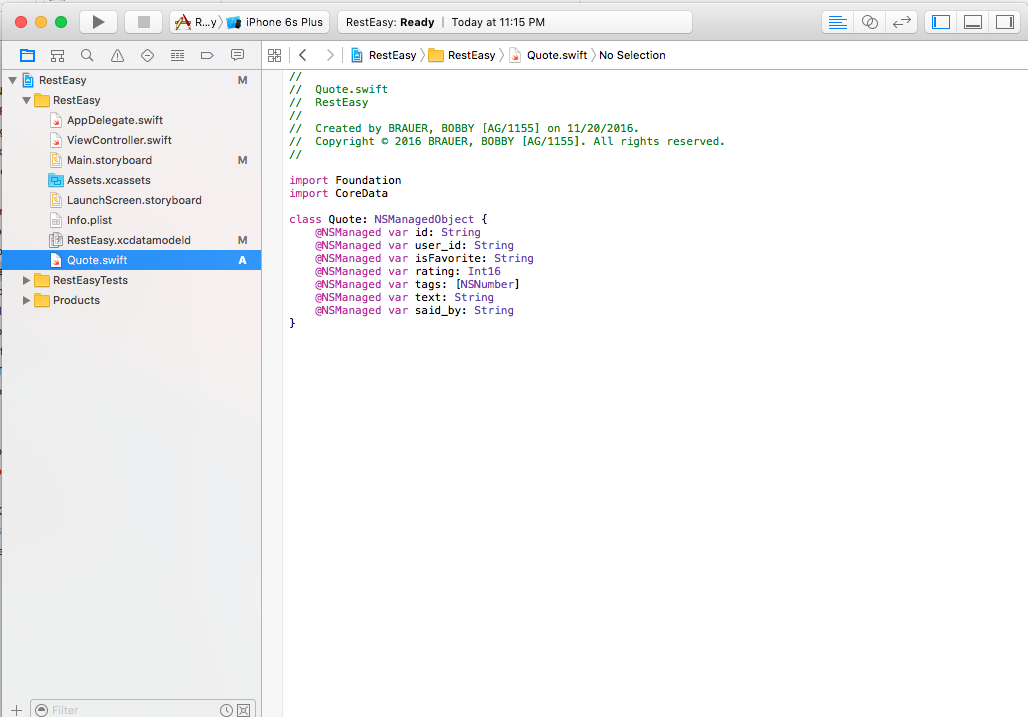 R...y iPhone 6s Plus RestEasy: Ready Today at 11:15 PM
RestEasy RestEasy Quote.swift No Selection
RestEasy M
RestEasy
AppDelegate.swift
ViewController.swift
Main.storyboard M
Assets.xcassets
LaunchScreen.storyboard
Info.plist
RestEasy.xcdatamodeld M
Quote.swift A
RestEasyTests
Products
Filter
//
//  Quote.swift
//  RestEasy
//
//  Created by BRAUER, BOBBY [AG/1155] on 11/20/2016.
//  Copyright © 2016 BRAUER, BOBBY [AG/1155]. All rights reserved.
//
import Foundation
import CoreData
class Quote: NSManagedObject {
    @NSManaged var id: String
    @NSManaged var user_id: String
    @NSManaged var isFavorite: String
    @NSManaged var rating: Int16
    @NSManaged var tags: [NSNumber]
    @NSManaged var text: String
    @NSManaged var said_by: String
}